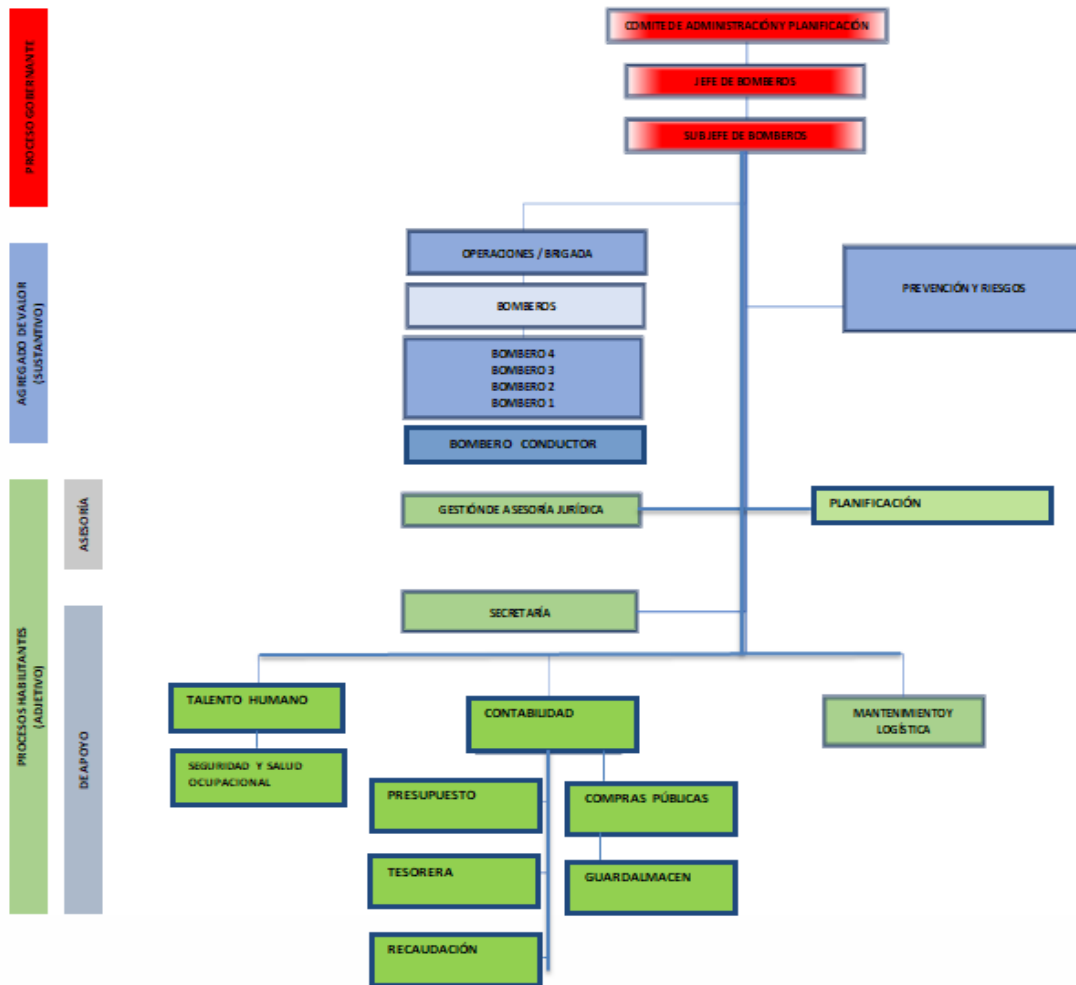 COMITE DE ADMINISTRACIÓN Y PLANIFICACIÓN
JEFE DE BOMBEROS
SUBJEFE DE BOMBEROS
PROCESO GOBERNANTE
OPERACIONES / BRIGADA
PREVENCIÓN Y RIESGOS
BOMBEROS
BOMBERO 4
BOMBERO 3
BOMBERO 2
BOMBERO 1
BOMBERO CONDUCTOR
AGREGADO DE VALOR
(SUSTANTIVO)
GESTIÓN DE ASESORÍA JURÍDICA
PLANIFICACIÓN
ASESORÍA
SECRETARÍA
PROCESOS HABILITANTES
(ADJETIVO)
DE APOYO
TALENTO HUMANO
CONTABILIDAD
MANTENIMIENTO Y
LOGÍSTICA
SEGURIDAD Y SALUD
OCUPACIONAL
PRESUPUESTO
COMPRAS PÚBLICAS
TESORERA
GUARDALMACEN
RECAUDACIÓN